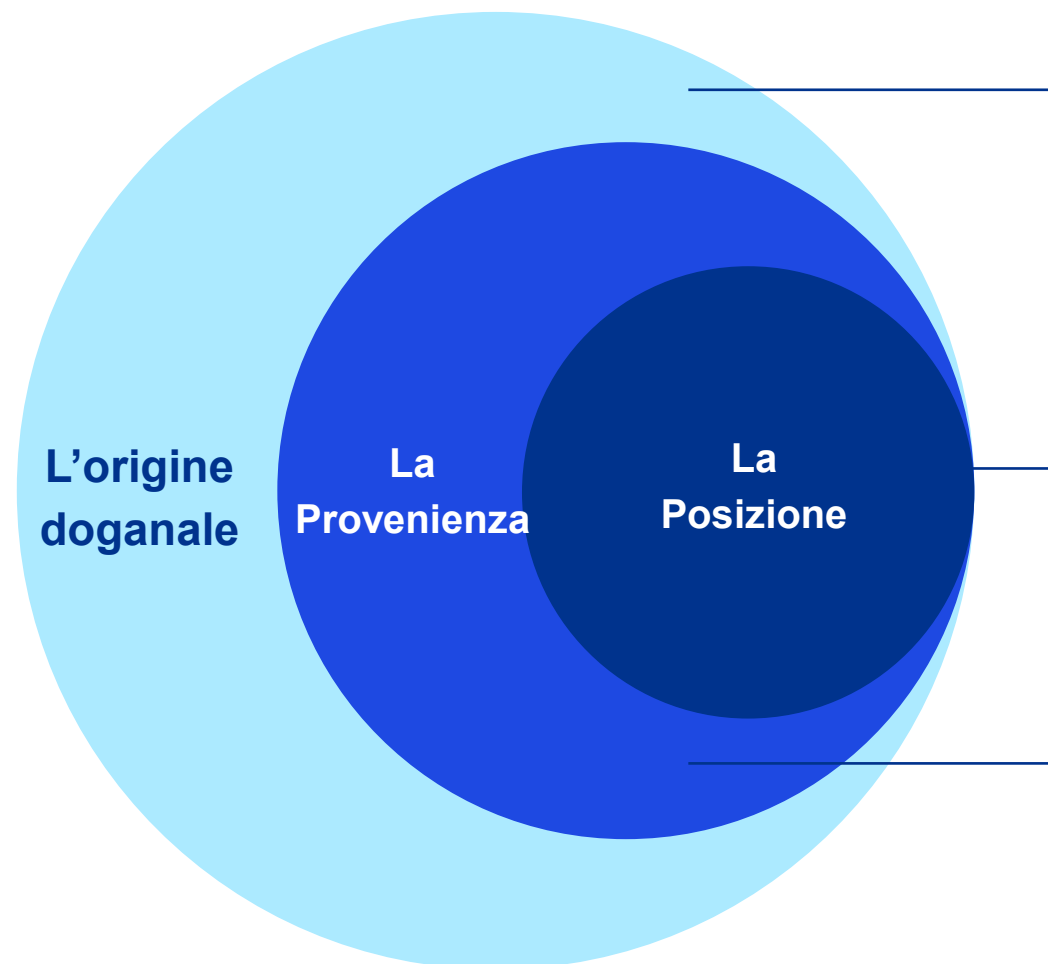 L’origine
doganale
La
Provenienza
La
Posizione